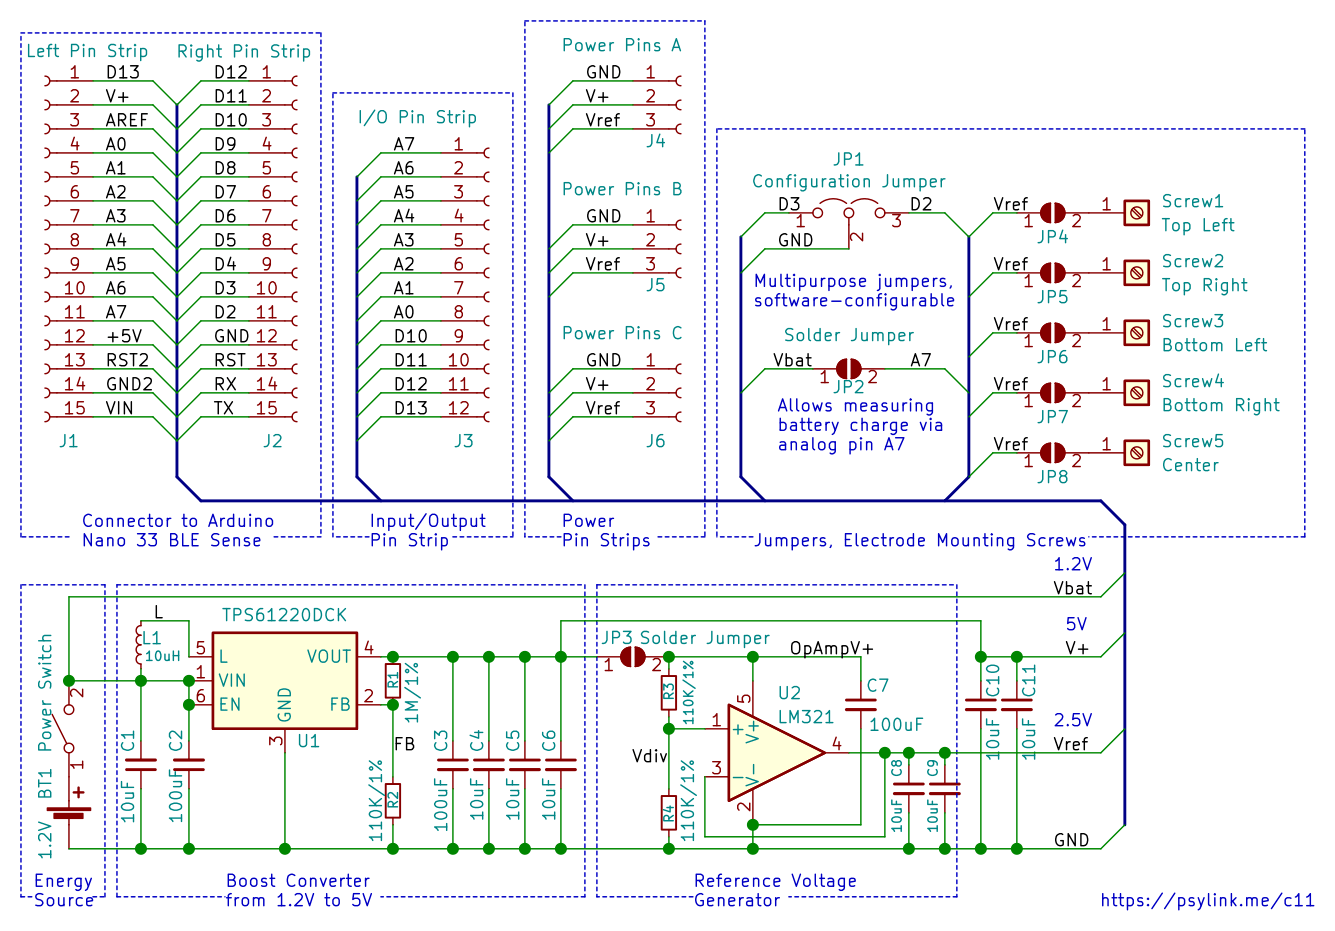 Left Pin Strip
1 D13
2 V+
3 AREF
4 A0
5 A1
6 A2
7 A3
8 A4
9 A5
10 A6
11 A7
12 +5V
13 RST2
14 GND2
15 VIN
J1
Right Pin Strip
D12 1
D11 2
D10 3
D9 4
D8 5
D7 6
D6 7
D5 8
D4 9
D3 10
D2 11
GND 12
RST 13
RX 14
TX 15
J2
Connector to Arduino
Nano 33 BLE Sense
I/O Pin Strip
A7 1
A6 2
A5 3
A4 4
A3 5
A2 6
A1 7
A0 8
D10 9
D11 10
D12 11
D13 12
J3
Input/Output
Pin Strip
Power Pins A
GND 1
V+ 2
Vref 3
J4
Power Pins B
GND 1
V+ 2
Vref 3
J5
Power Pins C
GND 1
V+ 2
Vref 3
J6
Power
Pin Strips
JP1
Configuration Jumper
D3 1 3 D2
2
GND
Multipurpose jumpers,
software-configurable
Solder Jumper
Vbat 1 2 A7
JP2
Allows measuring
battery charge via
analog pin A7
Vref 1 2 1
JP4
Screw1
Top Left
Vref 1 2 1
JP5
Screw2
Top Right
Vref 1 2 1
JP6
Screw3
Bottom Left
Vref 1 2 1
JP7
Screw4
Bottom Right
Vref 1 2 1
JP8
Screw5
Center
Jumpers, Electrode Mounting Screws
1.2V
Vbat
5V
V+
2.5V
Vref
GND
Power Switch
2
1
BT1
+
1.2V
Energy
Source
L
L1
10uH
C1
10uF
C2
100uF
TPS61220DCK
5 L
1 VIN
6 EN
VOUT 4
FB 2
GND
3
U1
R1
1M/1%
FB
R2
110K/1%
C3
100uF
C4
10uF
C5
10uF
C6
10uF
Boost Converter
from 1.2V to 5V
JP3 Solder Jumper
1 2
OpAmpV+
R3
110K/1%
Vdiv
R4
110K/1%
U2
LM321
1 +
3 -
5 V+
2 V-
4
C7
100uF
C8
10uF
C9
10uF
C10
10uF
C11
10uF
Reference Voltage
Generator
https://psylink.me/c11